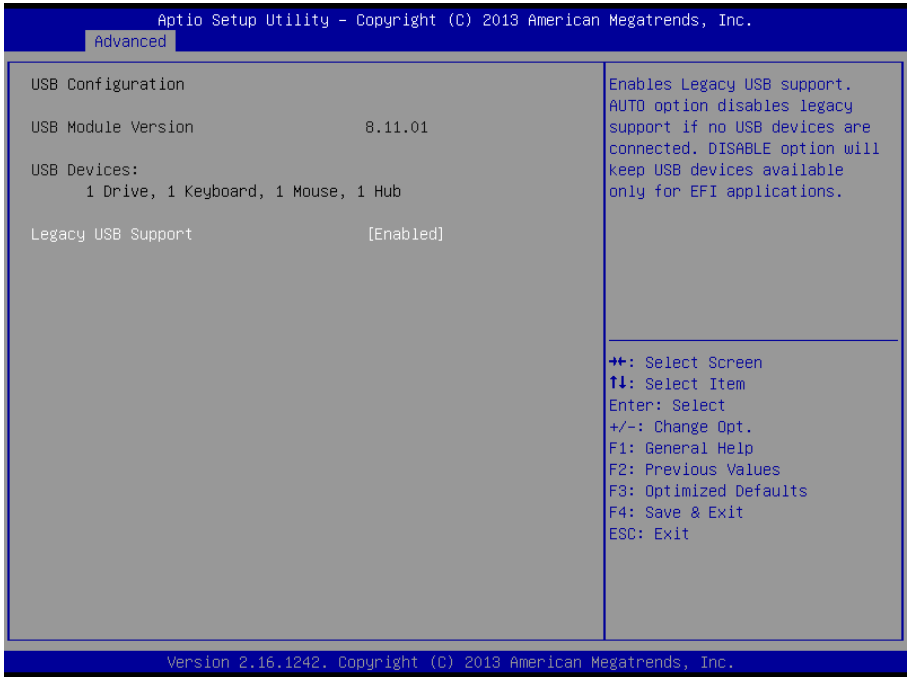 Aptio Setup Utility – Copyright (C) 2013 American Megatrends, Inc.
Advanced
USB Configuration
USB Module Version 8.11.01
USB Devices:
1 Drive, 1 Keyboard, 1 Mouse, 1 Hub
Legacy USB Support [Enabled]
Enables Legacy USB support.
AUTO option disables legacy
support if no USB devices are
connected. DISABLE option will
keep USB devices available
only for EFI applications.
→←: Select Screen
↑↓: Select Item
Enter: Select
+/-: Change Opt.
F1: General Help
F2: Previous Values
F3: Optimized Defaults
F4: Save & Exit
ESC: Exit
Version 2.16.1242. Copyright (C) 2013 American Megatrends, Inc.